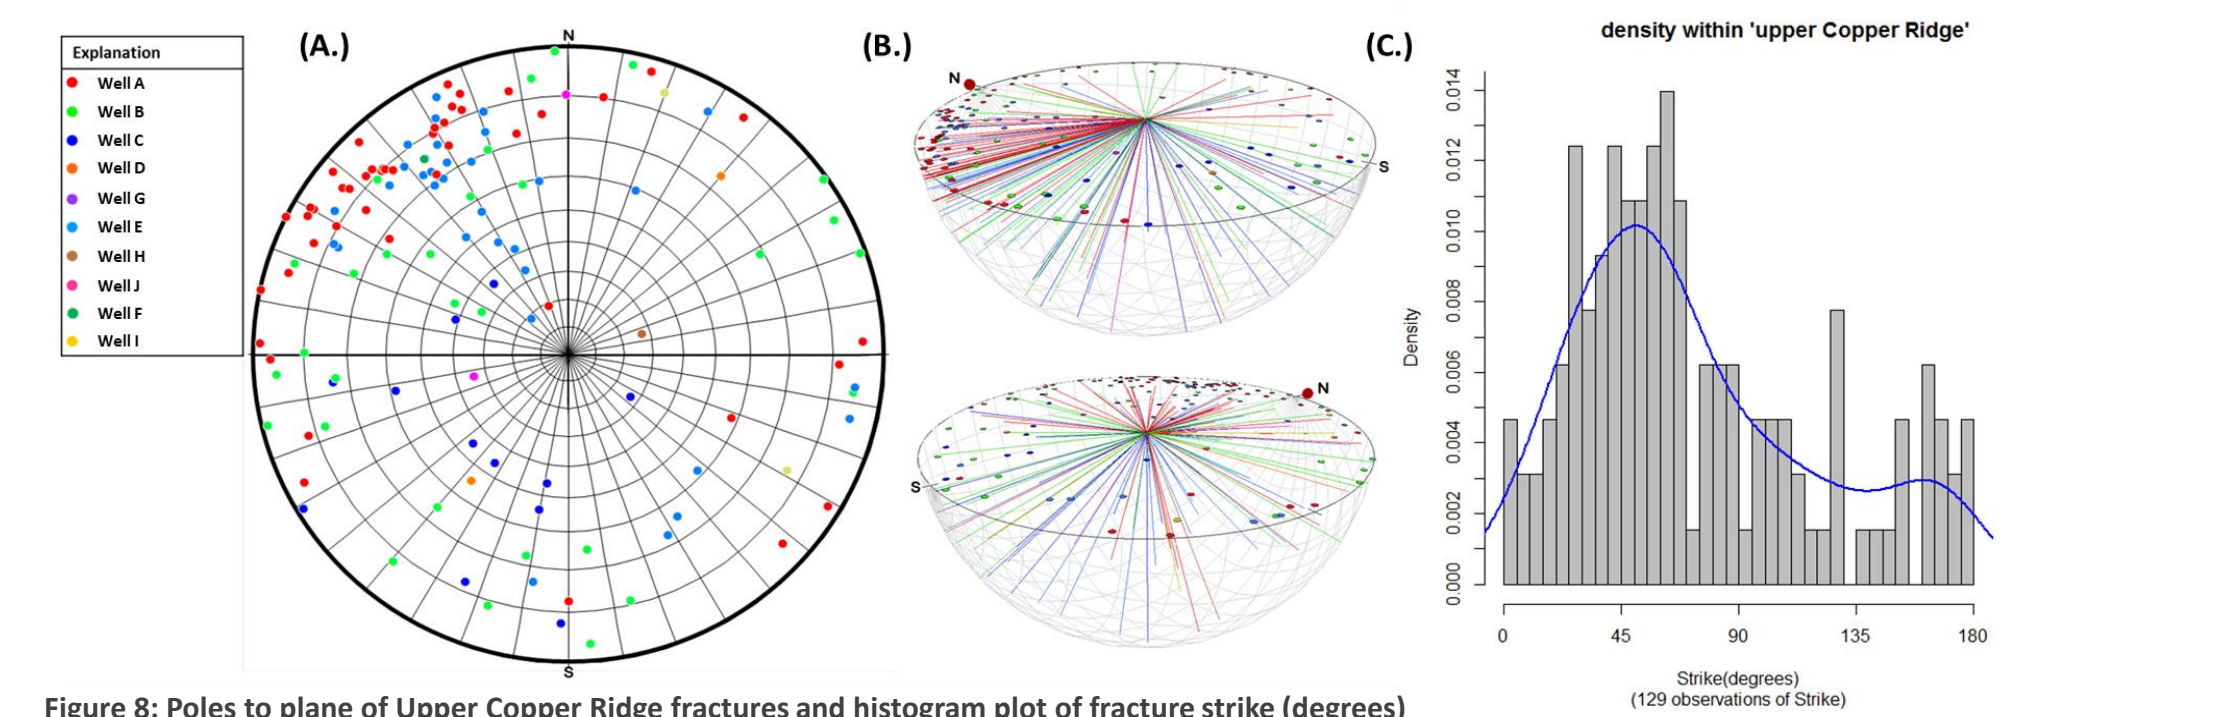 Explanation
Well A
Well B
Well C
Well D
Well G
Well E
Well H
Well J
Well F
Well I
(A.)
N
S
(B.)
N
S
N
S
(C.)
density within 'upper Copper Ridge'
Density
0.014
0.012
0.010
0.008
0.006
0.004
0.002
0.000
0 45 90 135 180
Strike(degrees)
(129 observations of Strike)
Figure 8: Poles to plane of Upper Copper Ridge fractures and histogram plot of fracture strike (degrees)